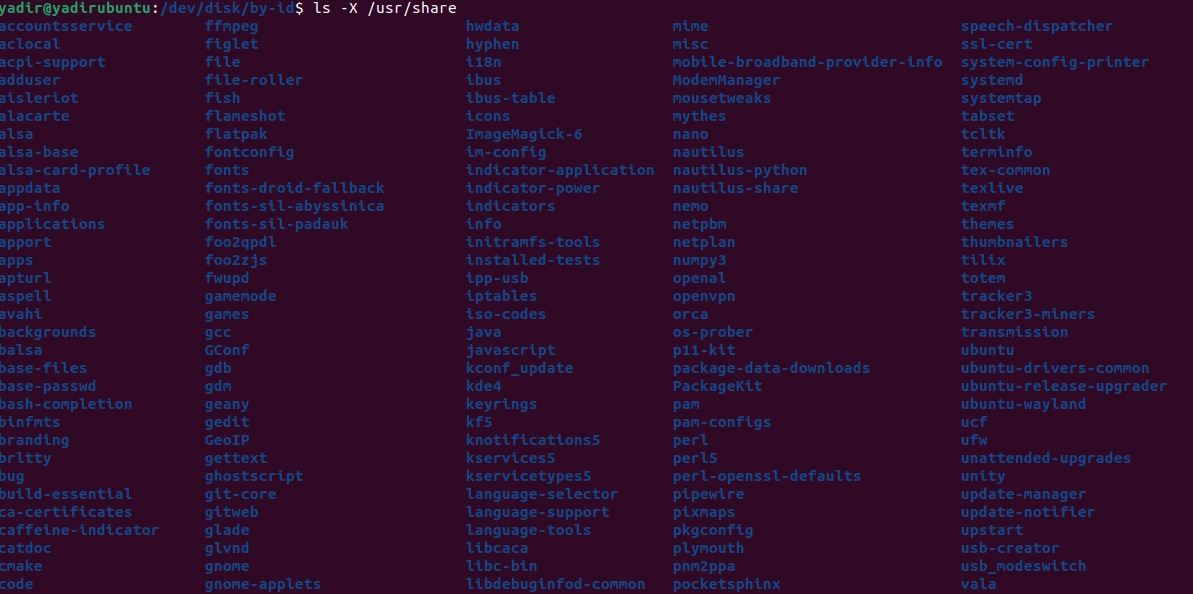 yadir@yadirubuntu:/dev/disk/by-id$ ls -X /usr/share
accountsservice ffmpeg hwdata mime speech-dispatcher
aclocal figlet hyphen misc ssl-cert
acpi-support file i18n mobile-broadband-provider-info system-config-printer
adduser file-roller ibus ModemManager systemd
aisleriot fish ibus-table mousetweaks systemtap
alacarte flameshot icons mythes tabset
alsa flatpak ImageMagick-6 nano tcltk
alsa-base fontconfig im-config nautilus terminfo
alsa-card-profile fonts indicator-application nautilus-python tex-common
appdata fonts-droid-fallback indicator-power nautilus-share texlive
app-info fonts-sil-abyssinica indicators nemo texmf
applications fonts-sil-padauk info netpbm themes
apport foo2qpdl initramfs-tools netplan thumbnailers
apps foo2zjs installed-tests numpy3 tilix
apturl fwupd ipp-usb openal totem
aspell gamemode iptables openvpn tracker3
avahi games iso-codes orca tracker3-miners
backgrounds gcc java os-prober transmission
balsa GConf javascript p11-kit ubuntu
base-files gdb kconf_update package-data-downloads ubuntu-drivers-common
base-passwd gdm kde4 PackageKit ubuntu-release-upgrader
bash-completion geany keyrings pam ubuntu-wayland
binfmts gedit kf5 pam-configs ucf
branding GeoIP knotifications5 perl ufw
brltty gettext kservices5 perl5 unattended-upgrades
bug ghostscript kservicetypes5 perl-openssl-defaults unity
build-essential git-core language-selector pipewire update-manager
ca-certificates gitweb language-support pixmaps update-notifier
caffeine-indicator glade language-tools pkgconfig upstart
catdoc glvnd libcaca plymouth usb-creator
cmake gnome libc-bin pnm2ppa usb_modeswitch
code gnome-applets libdebuginfod-common pocketsphinx vala